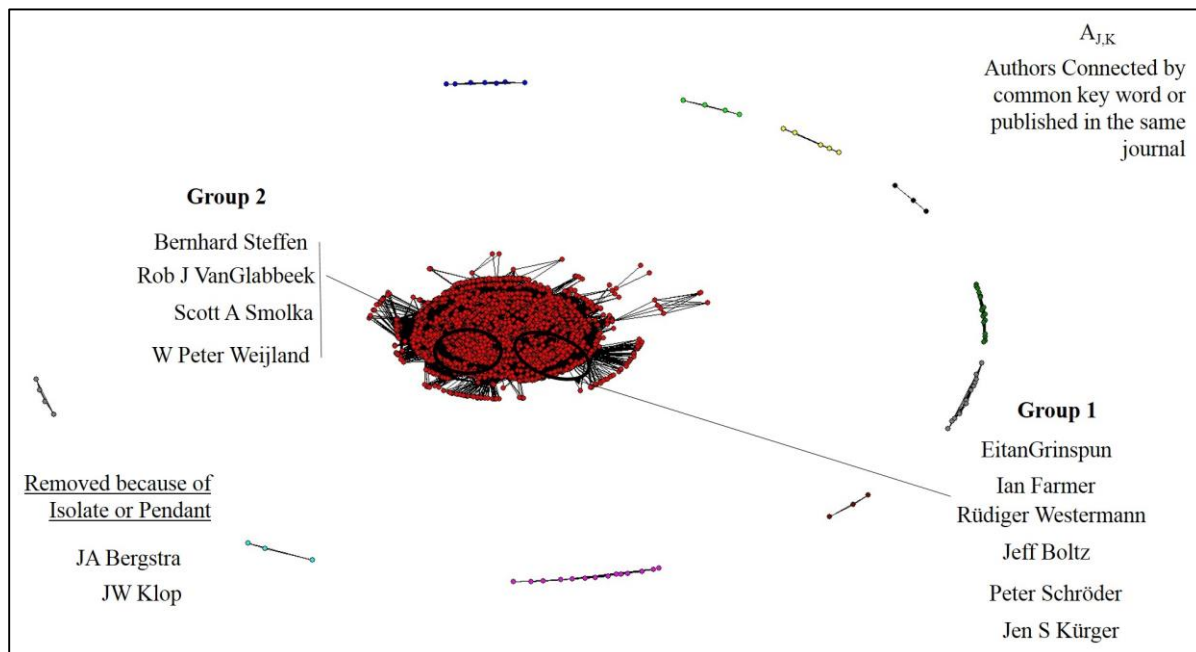 A_J,K
Authors Connected by
common key word or
published in the same
journal
Group 2
Bernhard Steffen
Rob J VanGlabbeek
Scott A Smolka
W Peter Weijland
Group 1
EitanGrinspun
Ian Farmer
Rüdiger Westermann
Jeff Boltz
Peter Schröder
Jen S Kürger
Removed because of
Isolate or Pendant
JA Bergstra
JW Klop